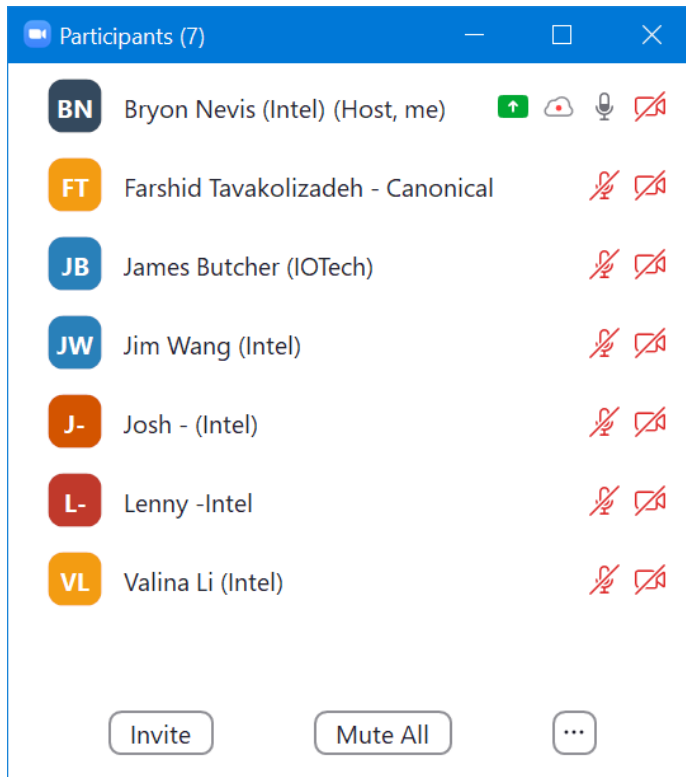 Participants (7)
BN Bryon Nevis (Intel) (Host, me)
FT Farshid Tavakolizadeh - Canonical
JB James Butcher (IOTech)
JW Jim Wang (Intel)
J- Josh - (Intel)
L- Lenny -Intel
VL Valina Li (Intel)
Invite Mute All ...